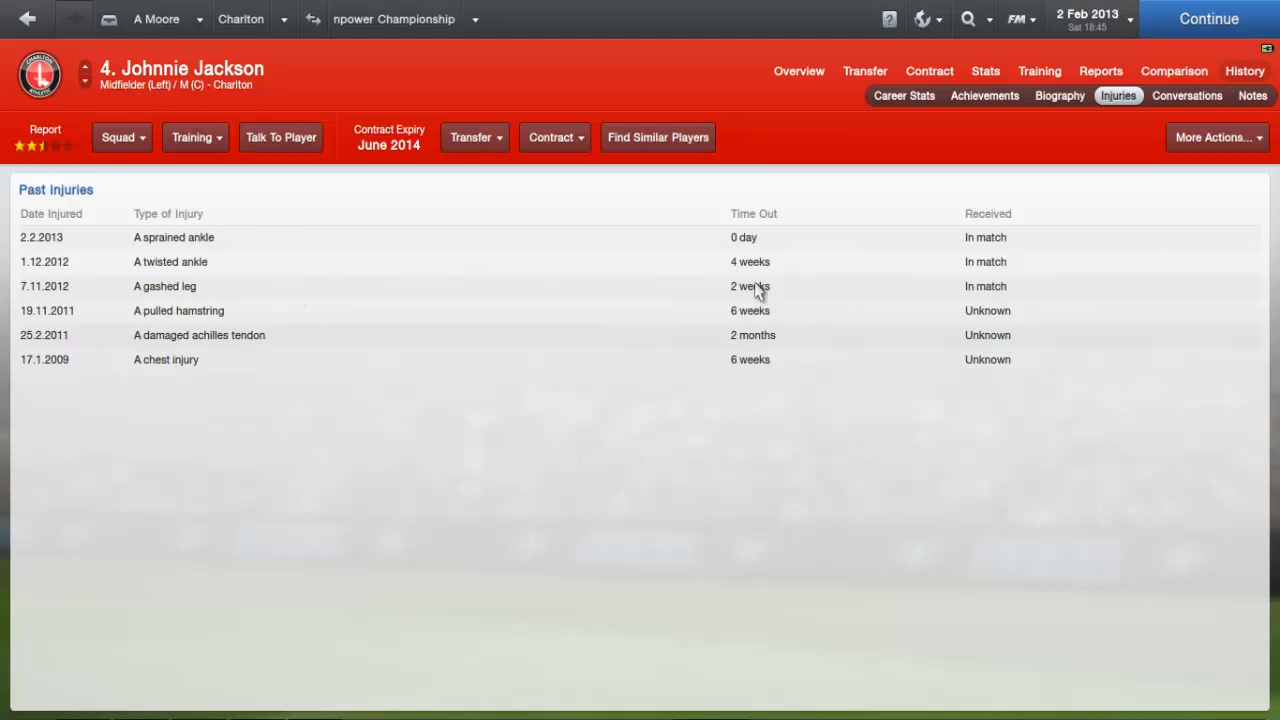 A Moore Charlton npower Championship ? FM 2 Feb 2013 Continue
Sat 18:45
4. Johnnie Jackson
Midfielder (Left) / M (C) - Charlton
Overview Transfer Contract Stats Training Reports Comparison History
Career Stats Achievements Biography Injuries Conversations Notes
Report Squad Training Talk To Player Contract Expiry Transfer Contract Find Similar Players More Actions...
June 2014
Past Injuries
Date Injured Type of Injury Time Out Received
2.2.2013 A sprained ankle 0 day In match
1.12.2012 A twisted ankle 4 weeks In match
7.11.2012 A gashed leg 2 weeks In match
19.11.2011 A pulled hamstring 6 weeks Unknown
25.2.2011 A damaged achilles tendon 2 months Unknown
17.1.2009 A chest injury 6 weeks Unknown